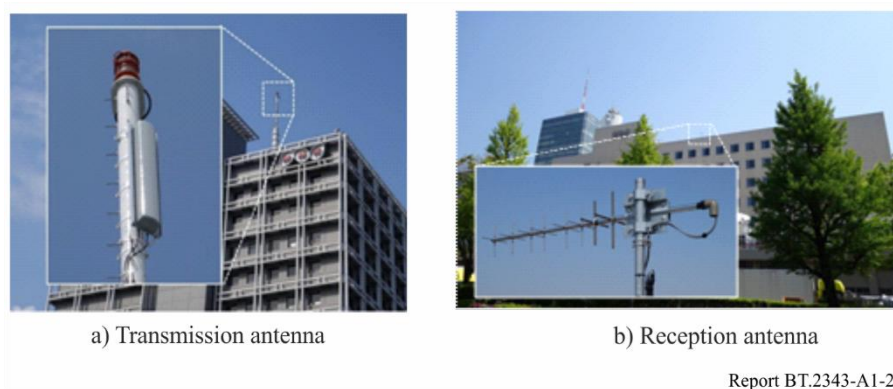 a) Transmission antenna
b) Reception antenna
Report BT.2343-A1-2